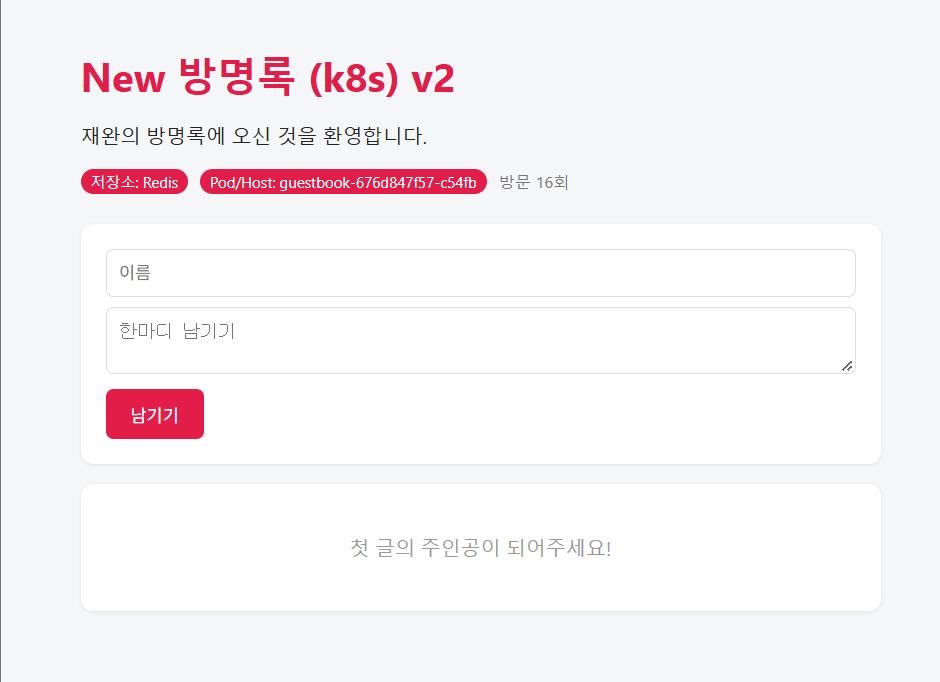 New 방명록 (k8s) v2
재완의 방명록에 오신 것을 환영합니다.
저장소: Redis Pod/Host: guestbook-676d847f57-c54fb 방문 16회
이름
한마디 남기기
남기기
첫 글의 주인공이 되어주세요!